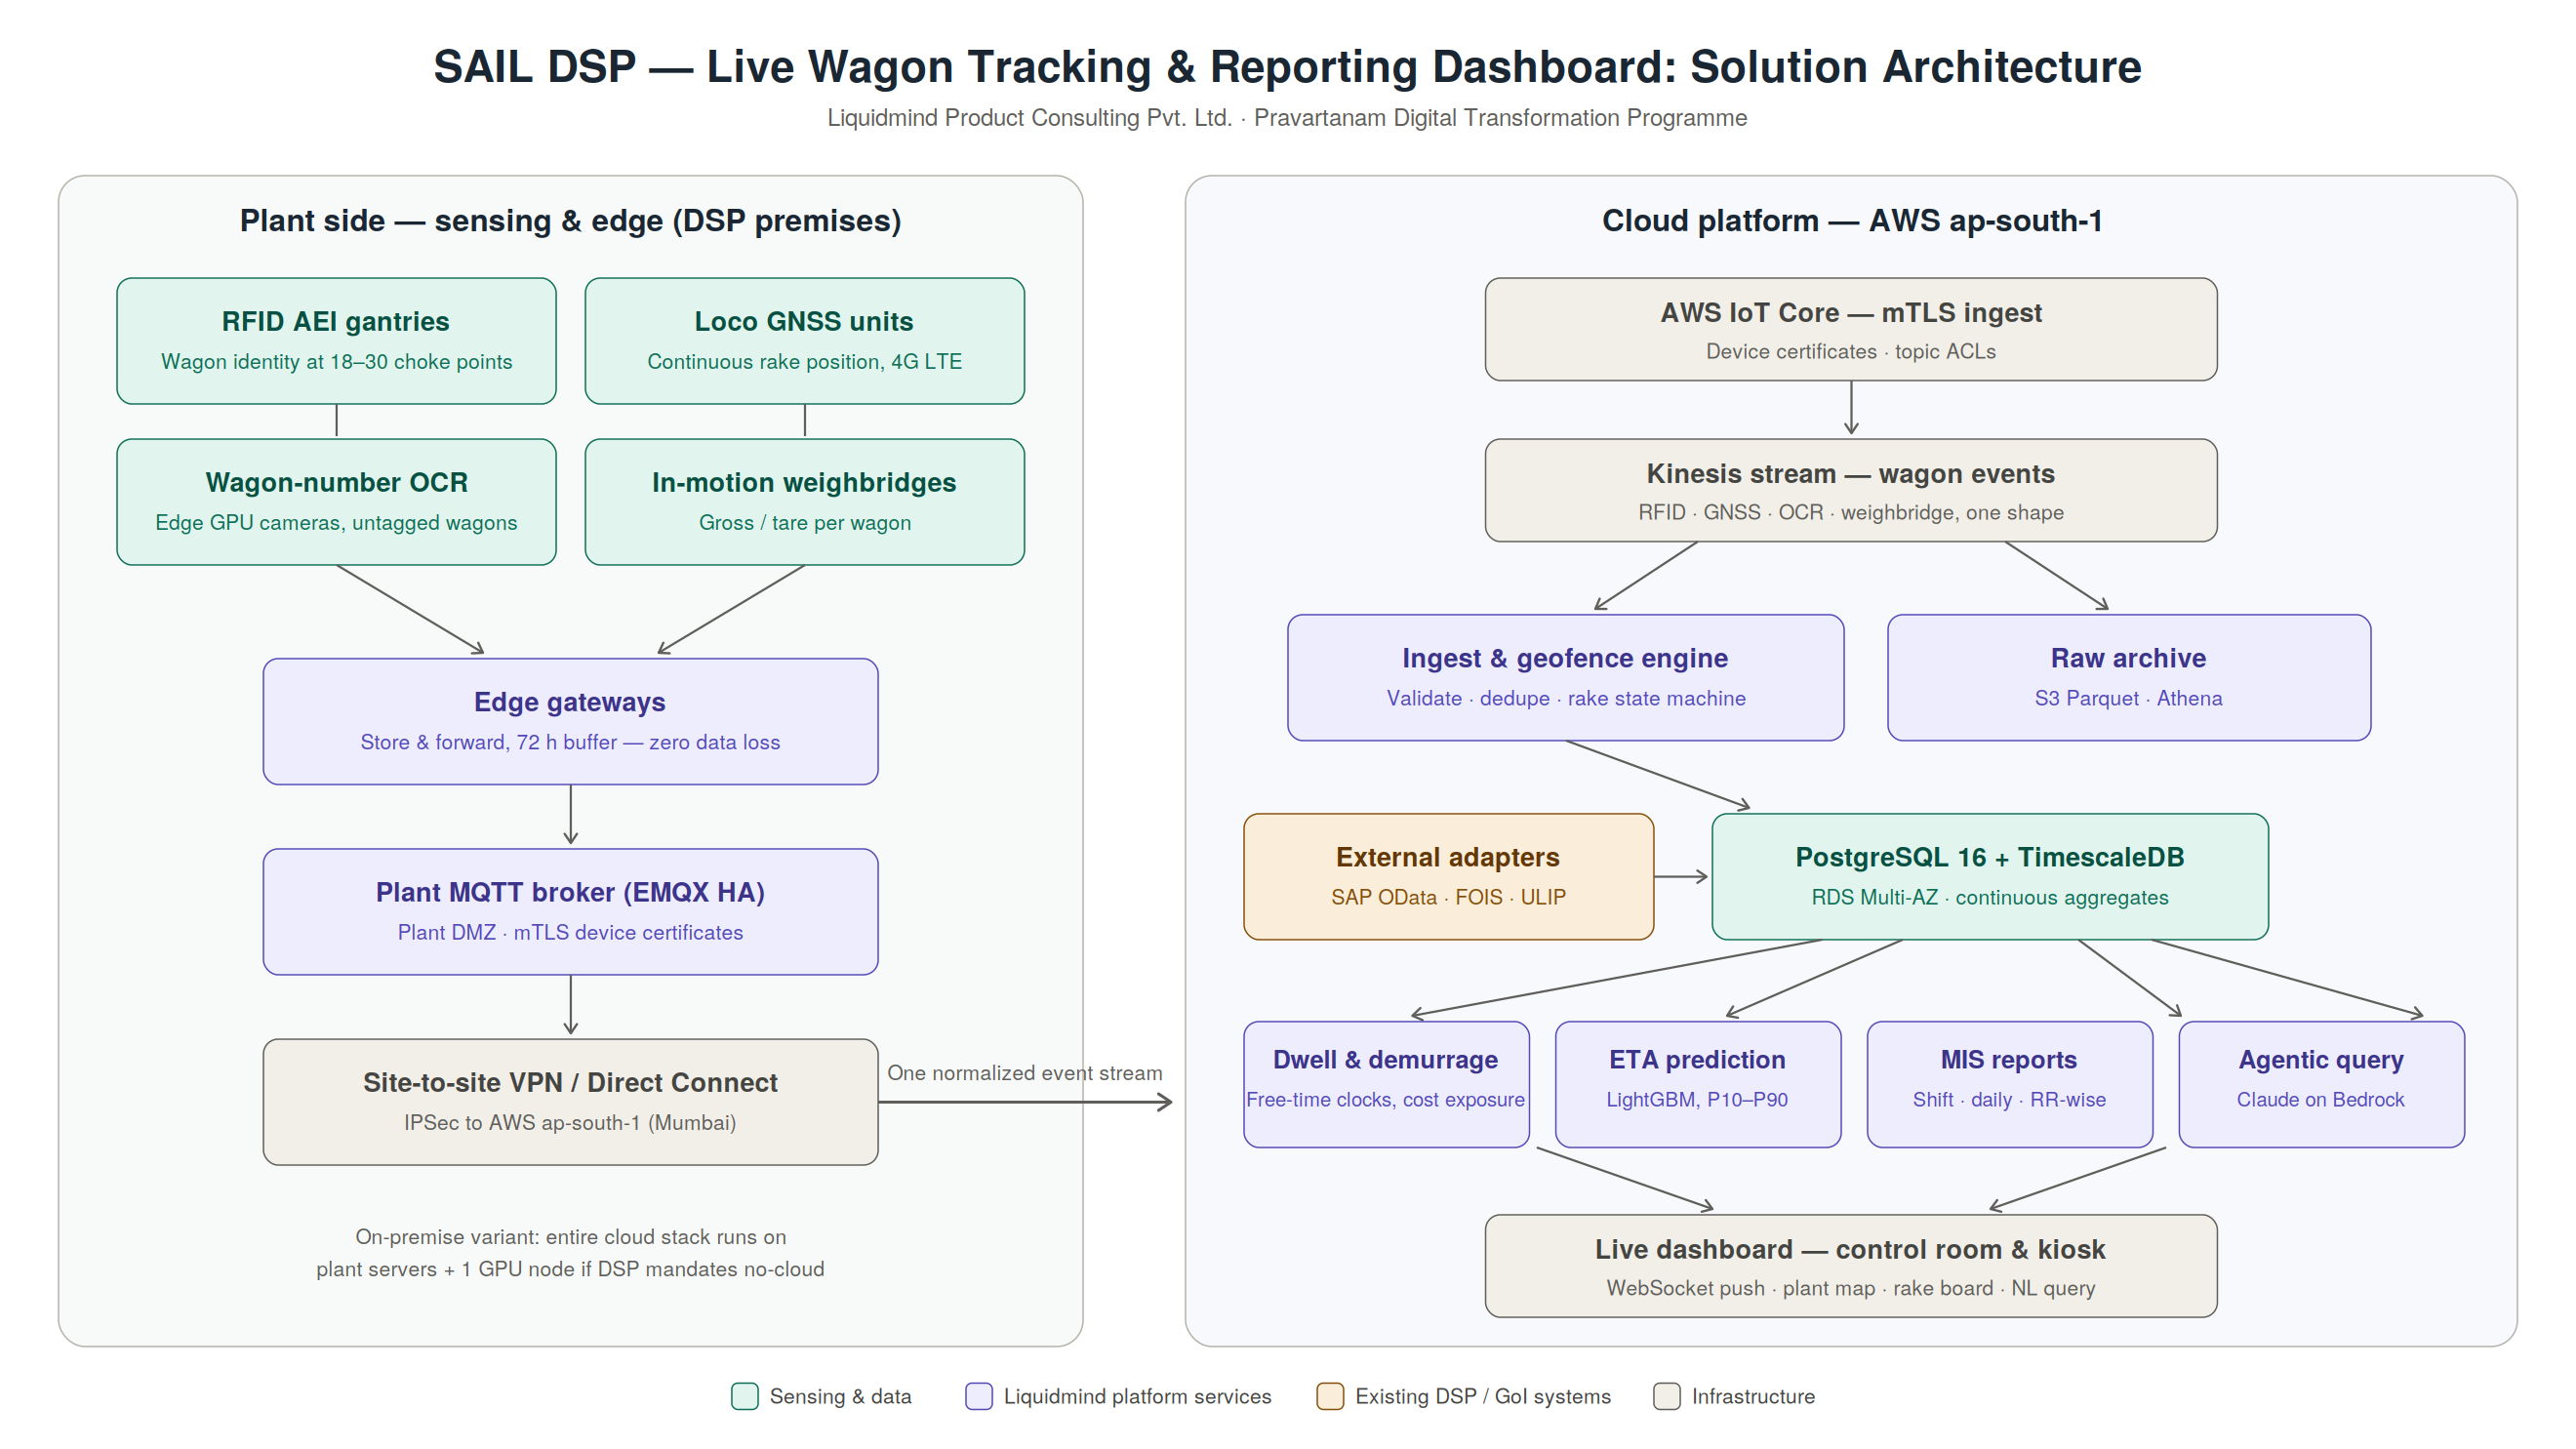 SAIL DSP — Live Wagon Tracking & Reporting Dashboard: Solution Architecture
Liquidmind Product Consulting Pvt. Ltd. · Pravartanam Digital Transformation Programme
Plant side — sensing & edge (DSP premises)
RFID AEI gantries
Wagon identity at 18–30 choke points
Loco GNSS units
Continuous rake position, 4G LTE
Wagon-number OCR
Edge GPU cameras, untagged wagons
In-motion weighbridges
Gross / tare per wagon
Edge gateways
Store & forward, 72 h buffer — zero data loss
Plant MQTT broker (EMQX HA)
Plant DMZ · mTLS device certificates
Site-to-site VPN / Direct Connect
IPSec to AWS ap-south-1 (Mumbai)
One normalized event stream
On-premise variant: entire cloud stack runs on
plant servers + 1 GPU node if DSP mandates no-cloud
Cloud platform — AWS ap-south-1
AWS IoT Core — mTLS ingest
Device certificates · topic ACLs
Kinesis stream — wagon events
RFID · GNSS · OCR · weighbridge, one shape
Ingest & geofence engine
Validate · dedupe · rake state machine
Raw archive
S3 Parquet · Athena
External adapters
SAP OData · FOIS · ULIP
PostgreSQL 16 + TimescaleDB
RDS Multi-AZ · continuous aggregates
Dwell & demurrage
Free-time clocks, cost exposure
ETA prediction
LightGBM, P10–P90
MIS reports
Shift · daily · RR-wise
Agentic query
Claude on Bedrock
Live dashboard — control room & kiosk
WebSocket push · plant map · rake board · NL query
Sensing & data
Liquidmind platform services
Existing DSP / GoI systems
Infrastructure